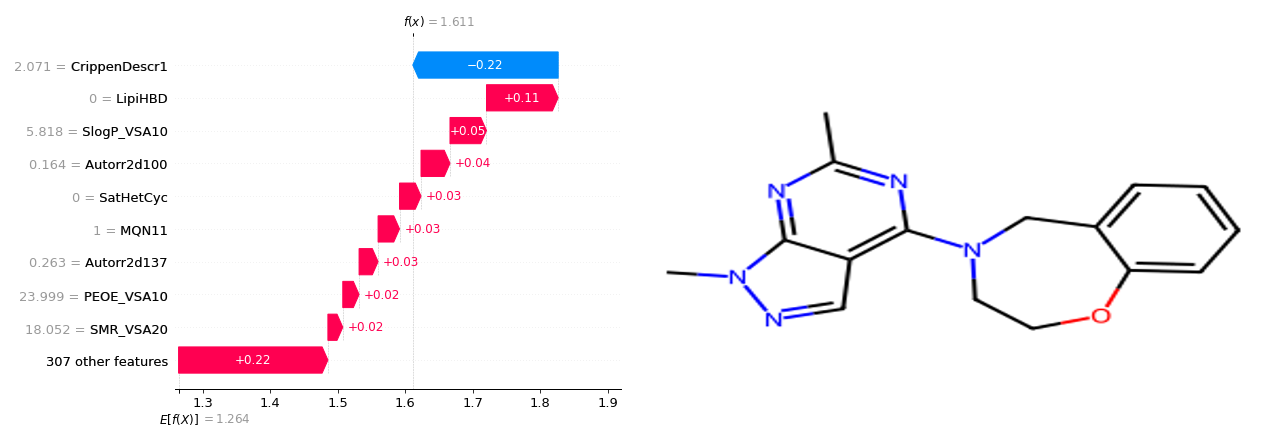 f(x) = 1.611
2.071 = CrippenDescr1
−0.22
0 = LipiHBD
+0.11
5.818 = SlogP_VSA10
+0.05
0.164 = Autorr2d100
+0.04
0 = SatHetCyc
+0.03
1 = MQN11
+0.03
0.263 = Autorr2d137
+0.03
23.999 = PEOE_VSA10
+0.02
18.052 = SMR_VSA20
+0.02
307 other features
+0.22
1.3 1.4 1.5 1.6 1.7 1.8 1.9
E[f(X)] = 1.264
N
N
N
N
N
O